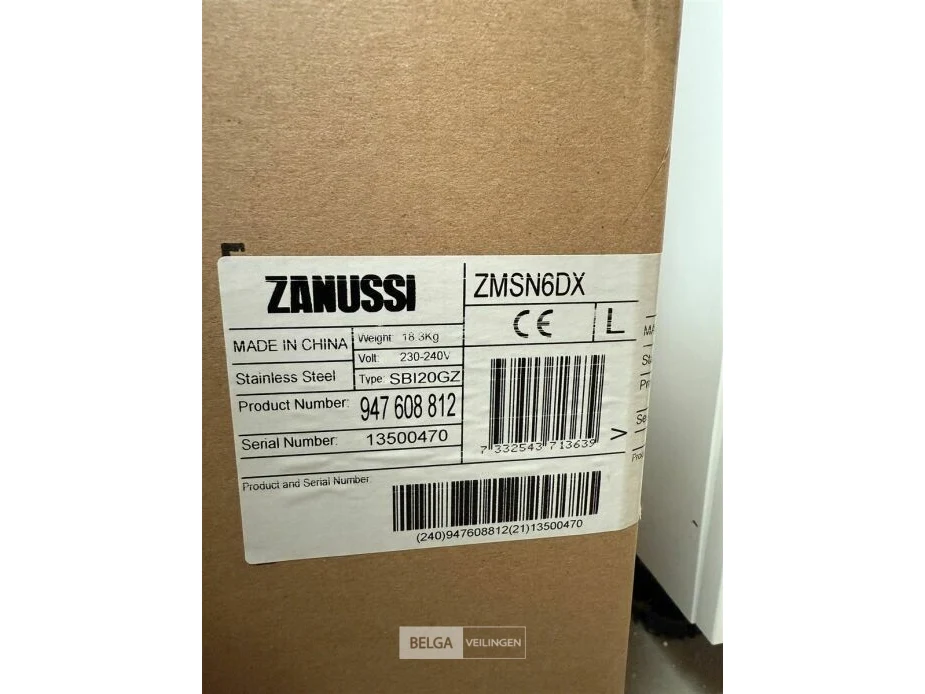 ZANUSSI
ZMSN6DX
CE
L
MADE IN CHINA
Weight: 18.3Kg
Volt: 230-240V
Stainless Steel
Type: SBI20GZ
Product Number: 947 608 812
Serial Number: 13500470
7 332543 713639 >
Product and Serial Number:
(240)947608812(21)13500470
BELGA VEILINGEN